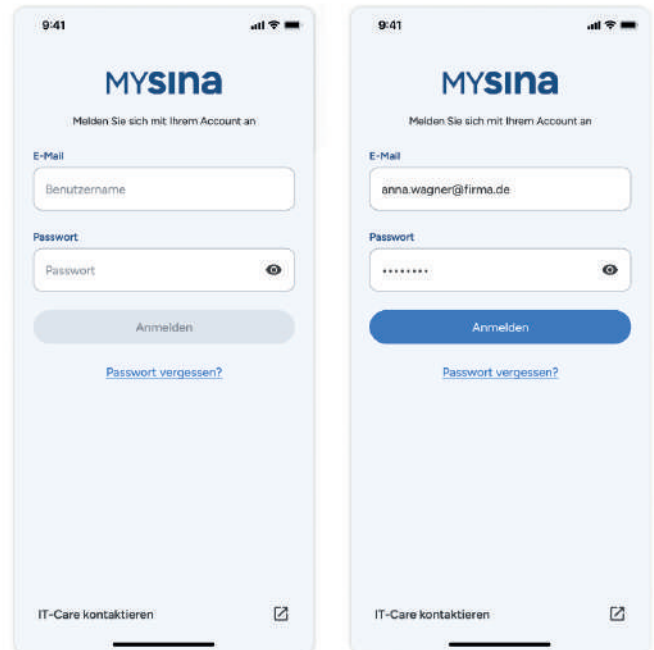 9:41
MYSINA
Melden Sie sich mit Ihrem Account an
E-Mail
Benutzername
Passwort
Passwort
Anmelden
Passwort vergessen?
IT-Care kontaktieren
9:41
MYSINA
Melden Sie sich mit Ihrem Account an
E-Mail
anna.wagner@firma.de
Passwort
••••••••
Anmelden
Passwort vergessen?
IT-Care kontaktieren